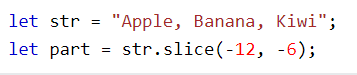 let str = "Apple, Banana, Kiwi";
let part = str.slice(-12, -6);